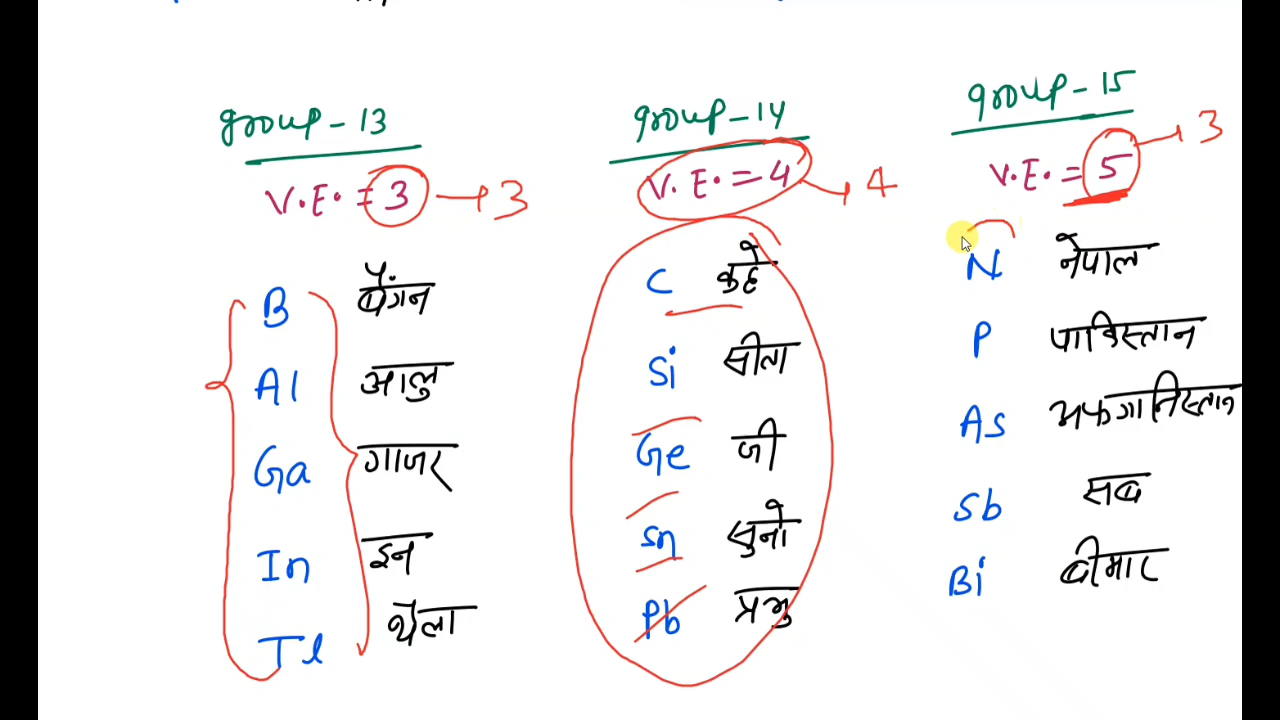 group-13
V.E. = 3 → 3
B बैंगन
Al आलु
Ga गाजर
In इन
Tl थैला
group-14
V.E. = 4 → 4
C कहे
Si सीता
Ge जी
Sn सुनो
Pb प्रभु
group-15
V.E. = 5 → 3
N नेपाल
P पाकिस्तान
As अफगानिस्तान
Sb सब
Bi बीमार